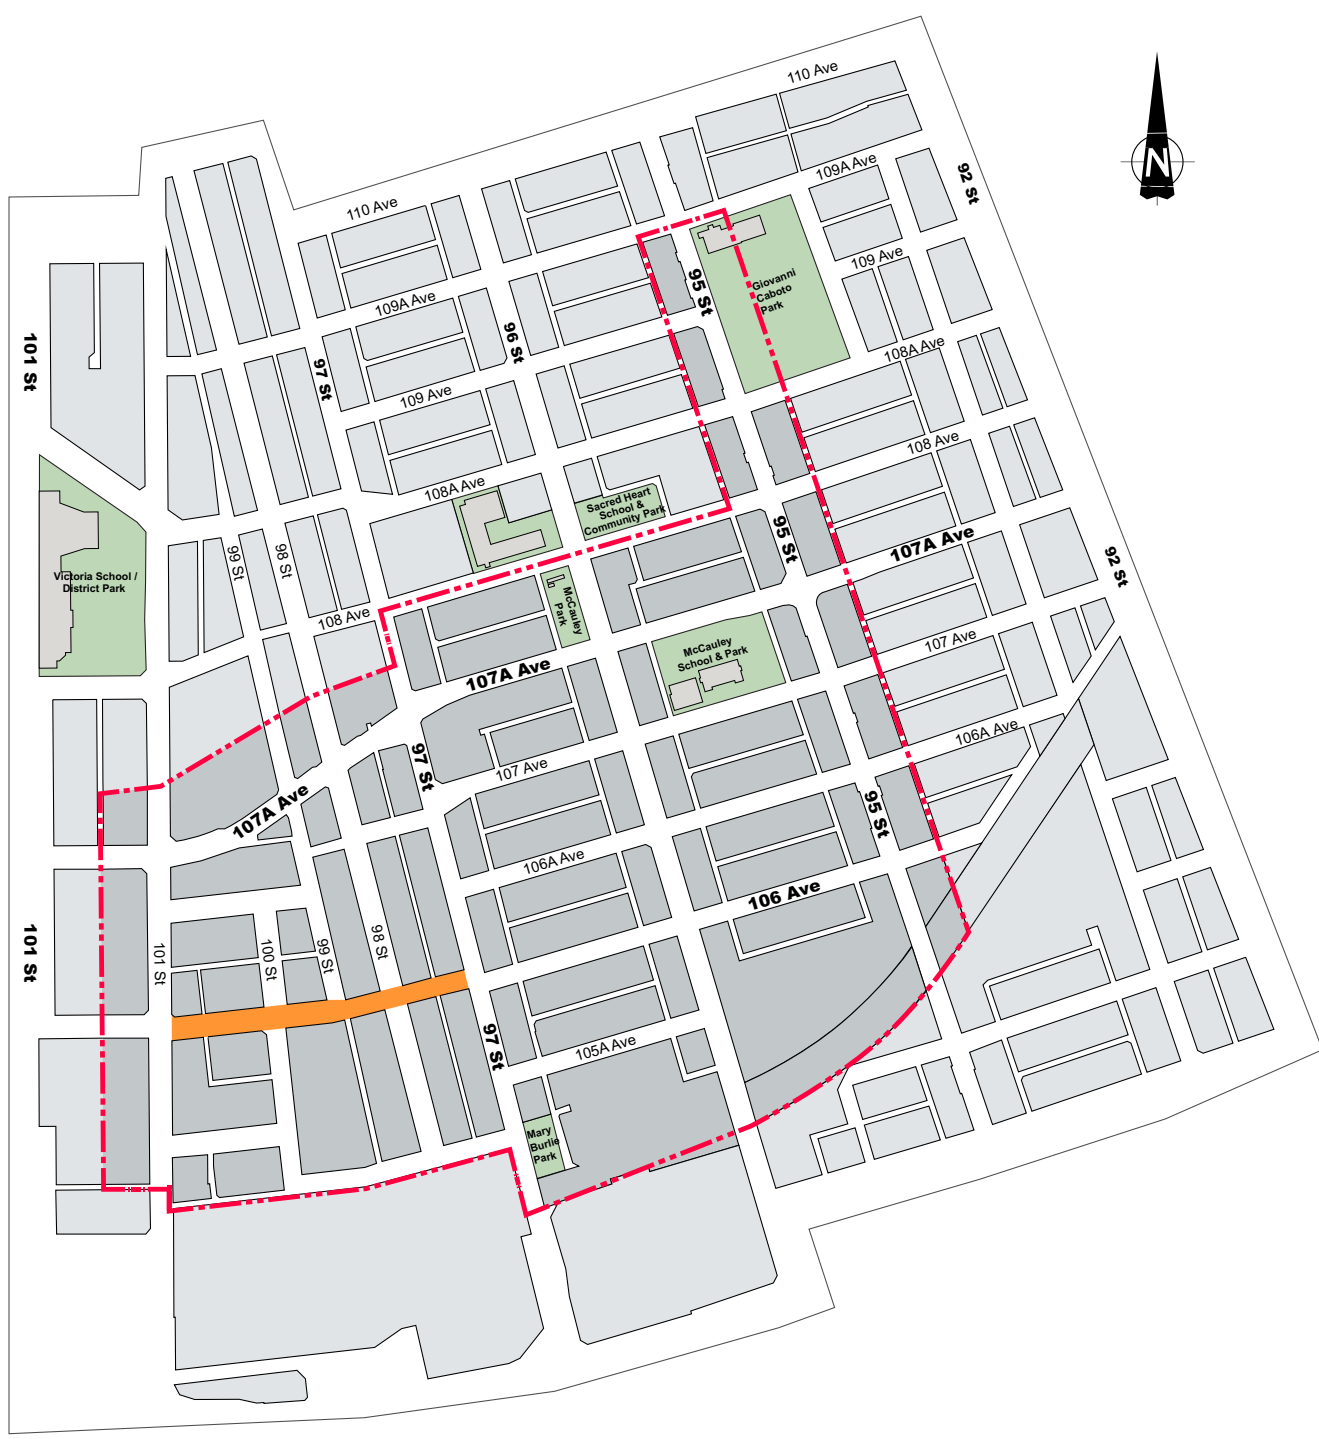 110 Ave
N
109A Ave
92 St
110 Ave
109 Ave
95 St
Giovanni
Caboto
Park
109A Ave
96 St
101 St
97 St
108A Ave
109 Ave
108 Ave
108A Ave
Sacred Heart
School &
Community Park
95 St
107A Ave
99 St
98 St
92 St
Victoria School /
District Park
McCauley
Park
108 Ave
107 Ave
McCauley
School & Park
107A Ave
106A Ave
97 St
107 Ave
107A Ave
95 St
106A Ave
106 Ave
101 St
101 St
100 St
99 St
98 St
97 St
105A Ave
Mary
Burlie
Park